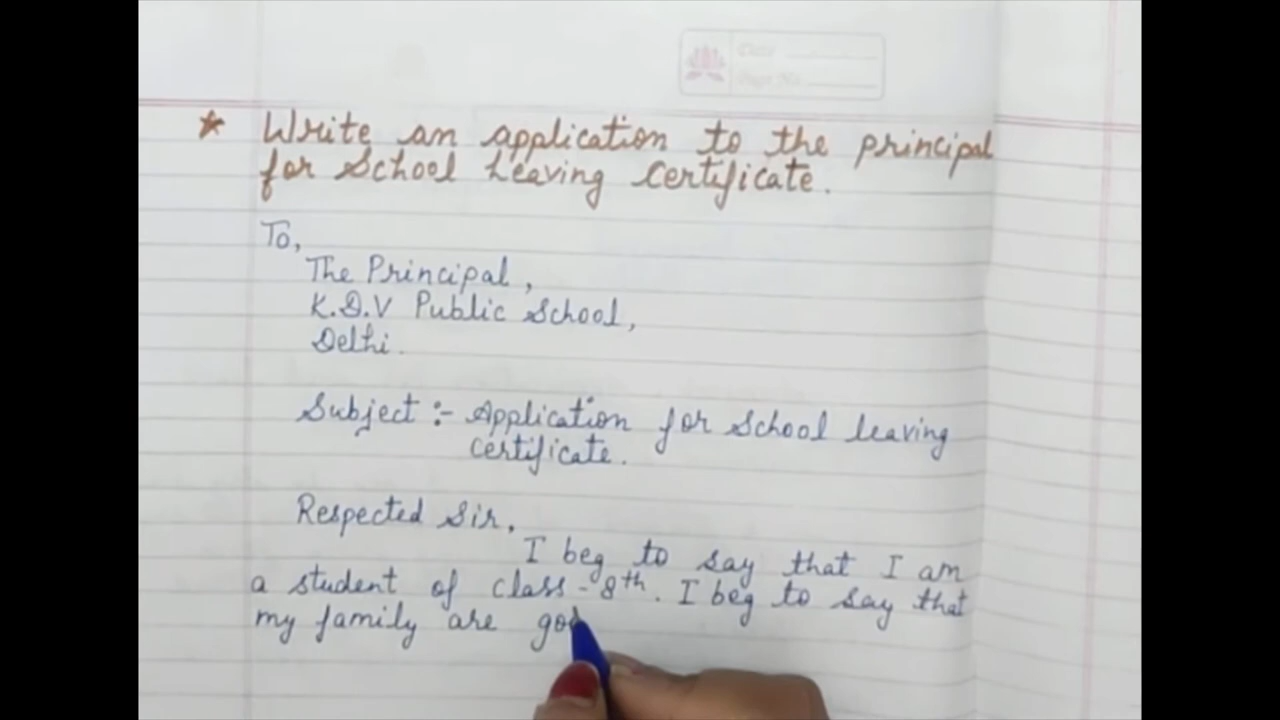 ★ Write an application to the principal
for School Leaving Certificate.
To,
The Principal,
K.D.V Public School,
Delhi.
Subject :- Application for School leaving
certificate.
Respected Sir,
I beg to say that I am
a student of class - 8th. I beg to say that
my family are